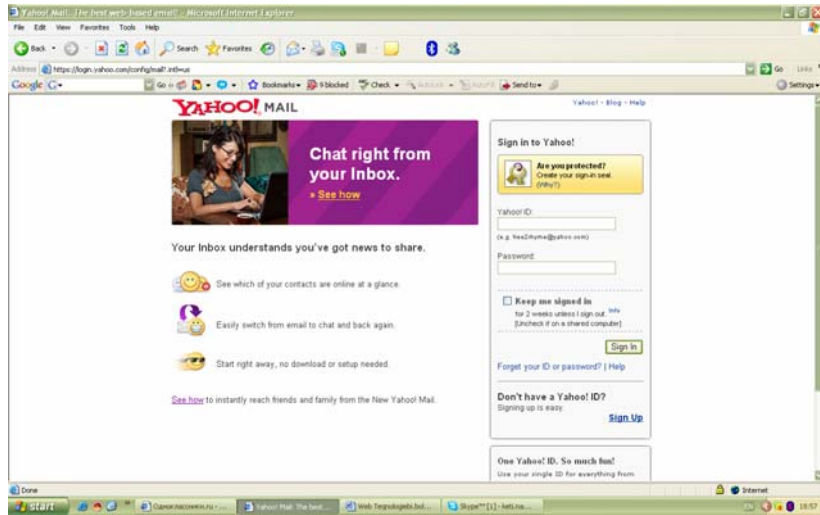 Yahoo! Mail: The best web-based email! - Microsoft Internet Explorer
File Edit View Favorites Tools Help
Back Search Favorites
Address https://login.yahoo.com/config/mail?.intl=us Go Links
Google G Go Bookmarks 9 blocked Check AutoLink AutoFill Send to Settings
YAHOO! MAIL
Yahoo! - Blog - Help
Chat right from
your Inbox.
» See how
Your Inbox understands you've got news to share.
See which of your contacts are online at a glance.
Easily switch from email to chat and back again.
Start right away, no download or setup needed.
See how to instantly reach friends and family from the New Yahoo! Mail.
Sign in to Yahoo!
Are you protected?
Create your sign-in seal.
(Why?)
Yahoo! ID:
(e.g. free2rhyme@yahoo.com)
Password:
Keep me signed in
for 2 weeks unless I sign out. Info
[Uncheck if on a shared computer]
Sign In
Forget your ID or password? | Help
Don't have a Yahoo! ID?
Signing up is easy.
Sign Up
One Yahoo! ID. So much fun!
Use your single ID for everything from
Done Internet
start Yahoo! Mail: The best ... Skype™ [1] - 18:57